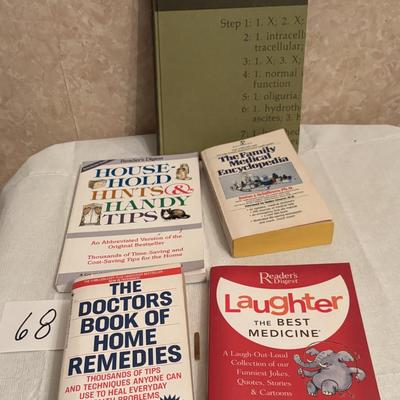 Step 1: 1. X; 2. X;
2: 1. intracell
tracellular;
3: 1. X; 3. X;
4: 1. normal
function
5: 1. oliguria;
6: 1. hydroth
ascites; 3. h
7: 1.
Reader's Digest
HOUSE-
HOLD
HINTS &
HANDY
TIPS
An Abbreviated Version of the
Original Bestseller
Thousands of Time-Saving and
Cost-Saving Tips for the Home
The Family
Medical
Encyclopedia
68
THE
DOCTORS
BOOK OF
HOME
REMEDIES
THOUSANDS OF TIPS
AND TECHNIQUES ANYONE CAN
USE TO HEAL EVERYDAY
HEALTH PROBLEMS
Reader's
Digest
Laughter
THE BEST
MEDICINE
A Laugh-Out-Loud
Collection of our
Funniest Jokes,
Quotes, Stories &
Cartoons